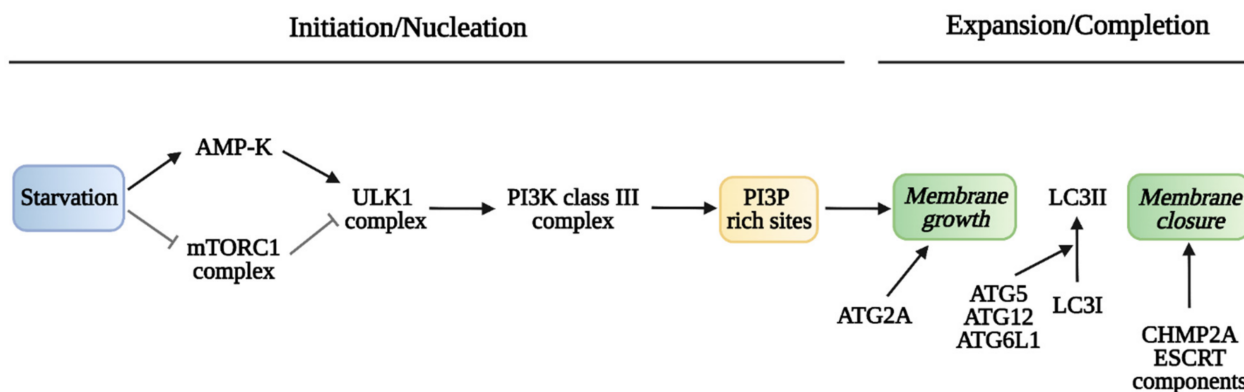 Initiation/Nucleation
Expansion/Completion
Starvation
AMP-K
mTORC1
complex
ULK1
complex
PI3K class III
complex
PI3P
rich sites
Membrane
growth
ATG2A
LC3II
ATG5
ATG12
ATG6L1
LC3I
Membrane
closure
CHMP2A
ESCRT
components